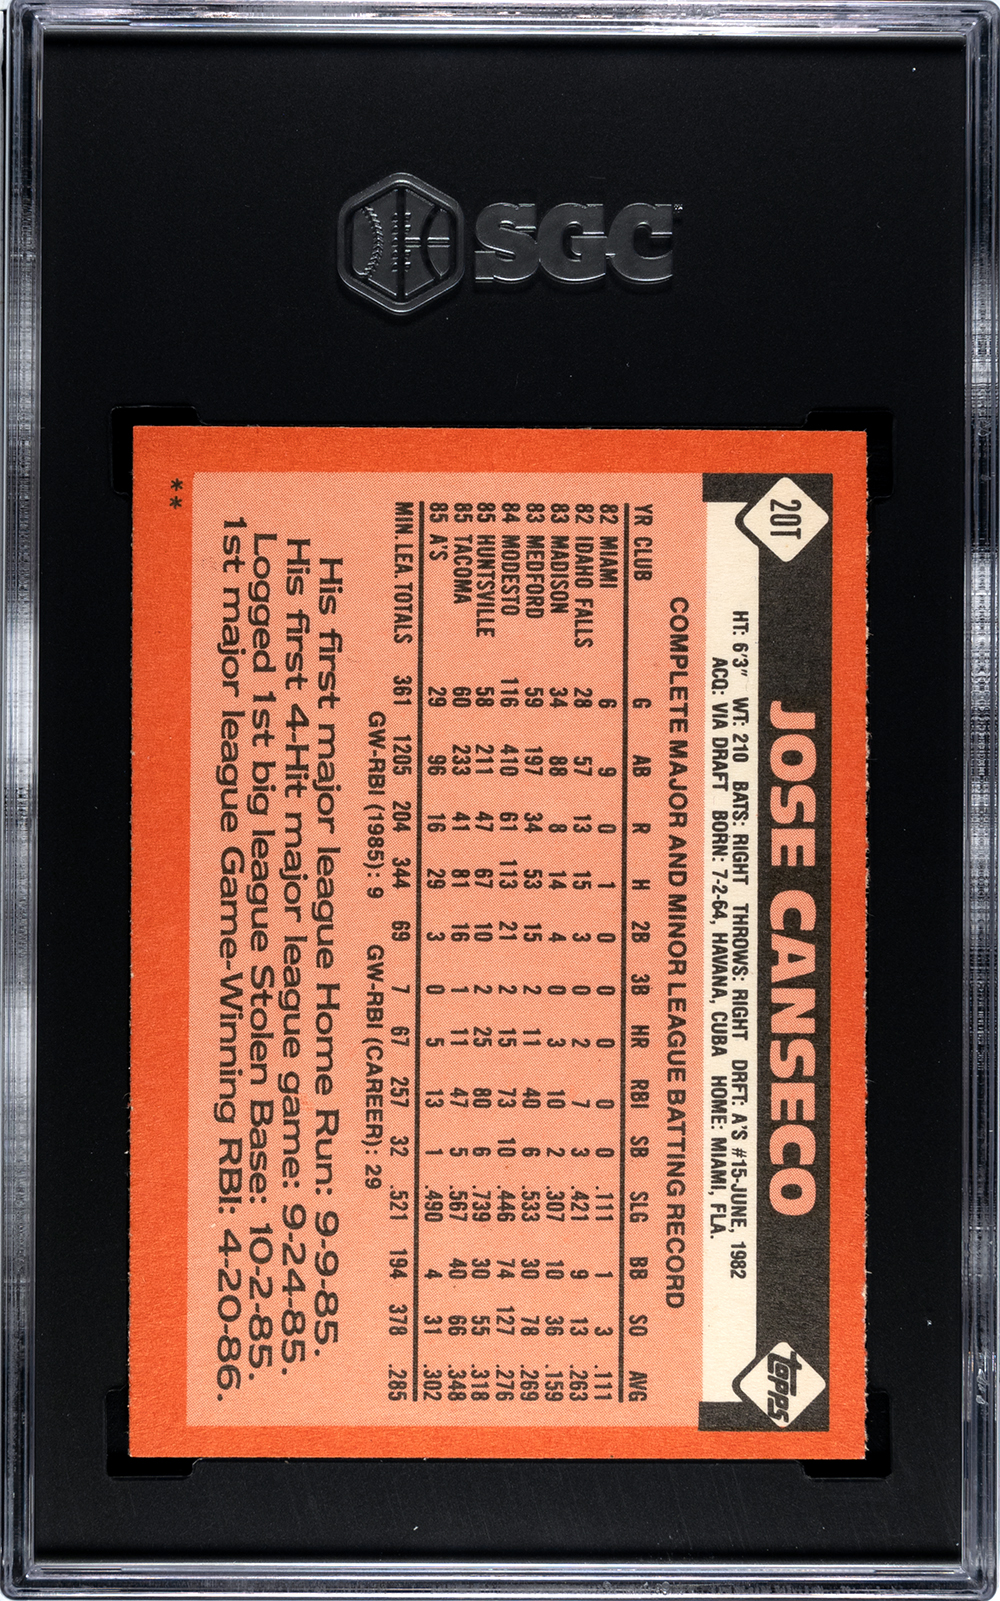 SGC
20T
JOSE CANSECO
topps
HT: 6'3" WT: 210 BATS: RIGHT THROWS: RIGHT DRFT: A'S #15-JUNE, 1982
ACQ: VIA DRAFT BORN: 7-2-64, HAVANA, CUBA HOME: MIAMI, FLA.
COMPLETE MAJOR AND MINOR LEAGUE BATTING RECORD
YR CLUB G AB R H 2B 3B HR RBI SB SLG BB SO AVG
82 MIAMI 6 9 0 1 0 0 0 0 0 .111 1 3 .111
82 IDAHO FALLS 28 57 13 15 3 0 2 7 3 .421 9 13 .263
83 MADISON 34 88 8 14 4 0 3 10 2 .307 10 36 .159
83 MEDFORD 59 197 34 53 15 2 11 40 6 .533 30 78 .269
84 MODESTO 116 410 61 113 21 2 15 73 10 .446 74 127 .276
85 HUNTSVILLE 58 211 47 67 10 2 25 80 6 .739 30 55 .318
85 TACOMA 60 233 41 81 16 1 11 47 5 .567 40 66 .348
85 A'S 29 96 16 29 3 0 5 13 1 .490 4 31 .302
MIN. LEA. TOTALS 361 1205 204 344 69 7 67 257 32 .521 194 378 .285
GW-RBI (1985): 9 GW-RBI (CAREER): 29
His first major league Home Run: 9-9-85.
His first 4-Hit major league game: 9-24-85.
Logged 1st big league Stolen Base: 10-2-85.
1st major league Game-Winning RBI: 4-20-86.
**